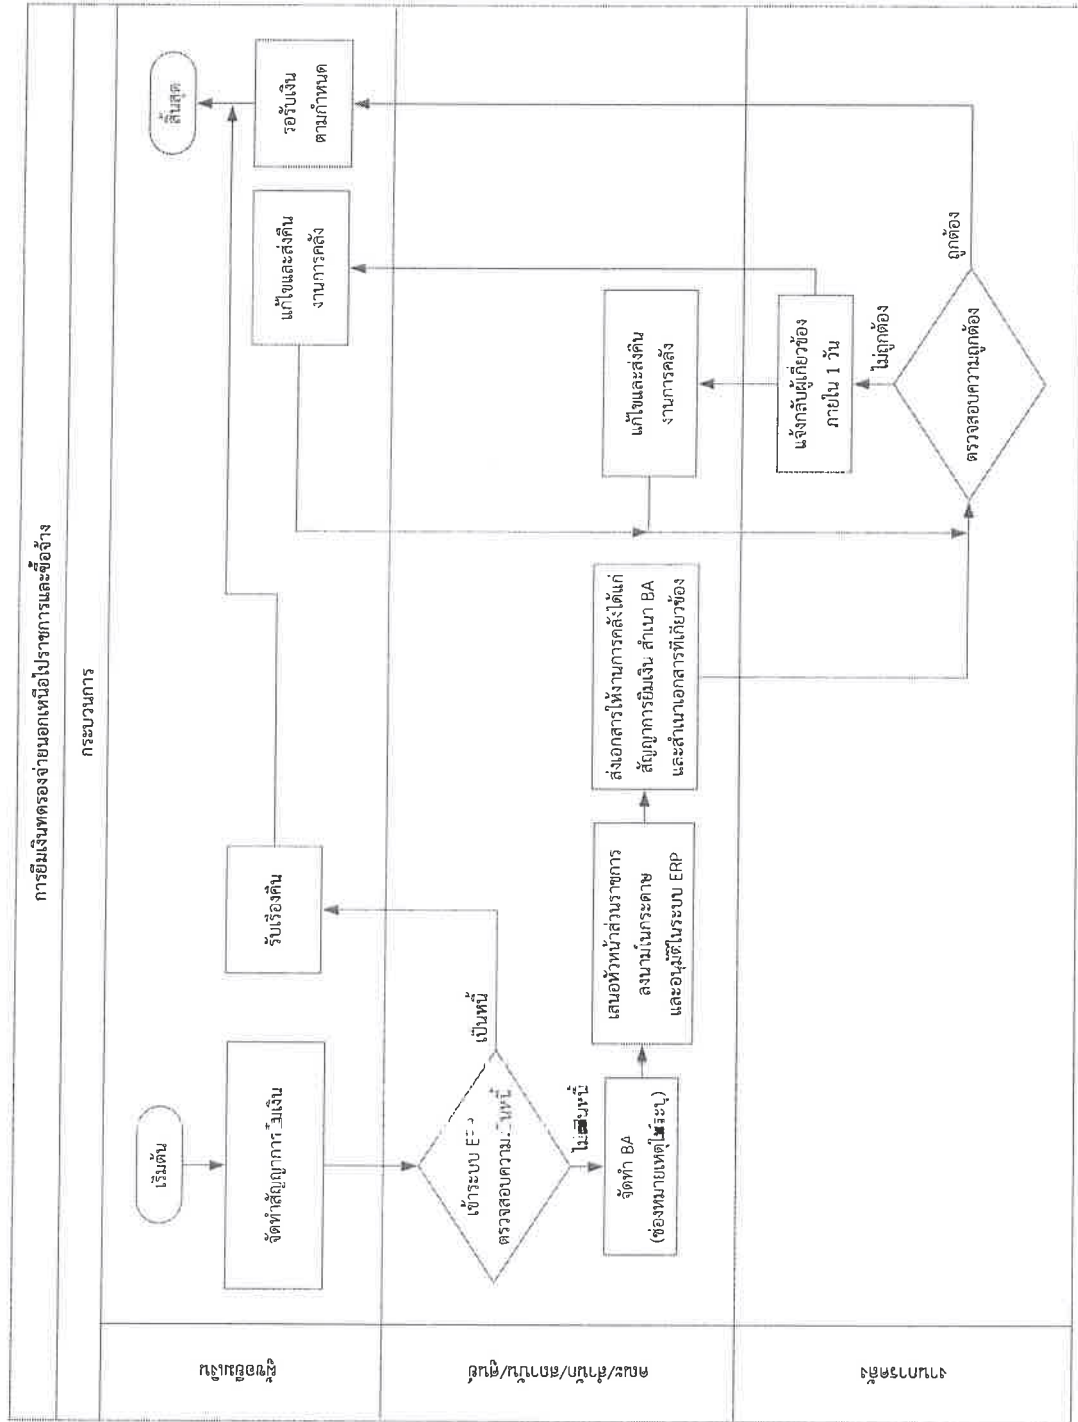 การยืมเงินทดรองจ่ายนอกเหนือไปราชการและซื้อจ้าง
กระบวนการ
ผู้ขอยืมเงิน
เริ่มต้น
จัดทำสัญญาการยืมเงิน
รับเรื่องคืน
แก้ไขและส่งคืน
งานการคลัง
รอรับเงิน
ตามกำหนด
สิ้นสุด
คณะ/สำนัก/สถาบัน/ศูนย์
เข้าระบบ
ตรวจสอบความเป็นหนี้
เป็นหนี้
ไม่เป็นหนี้
จัดทำ BA
(ช่องหมายเหตุให้ระบุ)
เสนอหัวหน้าส่วนราชการ
ลงนามในกระดาษ
และอนุมัติในระบบ ERP
ส่งเอกสารให้งานการคลังได้แก่
สัญญาการยืมเงิน สำเนา BA
และสำเนาเอกสารที่เกี่ยวข้อง
แก้ไขและส่งคืน
งานการคลัง
งานการคลัง
แจ้งกลับผู้เกี่ยวข้อง
ภายใน 1 วัน
ไม่ถูกต้อง
ตรวจสอบความถูกต้อง
ถูกต้อง